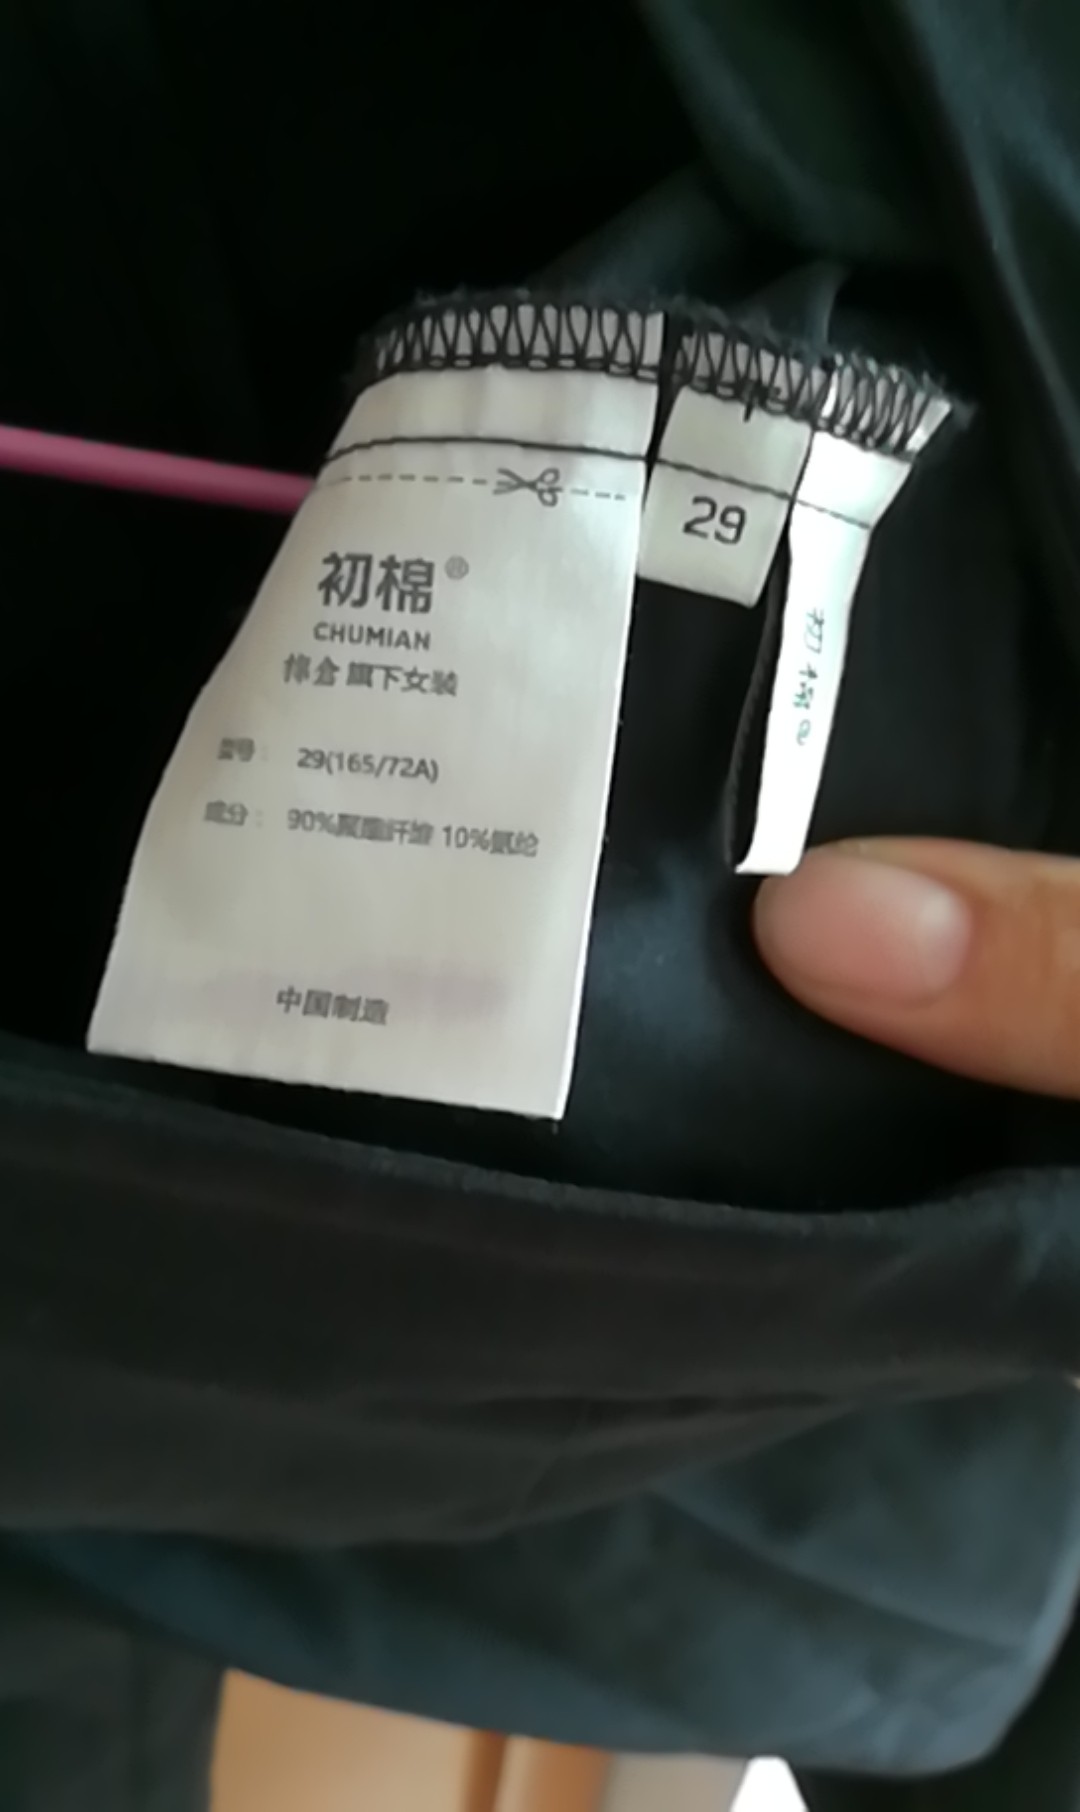 初棉®
CHUMIAN
棉仓 旗下女装
型号： 29(165/72A)
成分： 90%聚酯纤维 10%氨纶
中国制造
29
初棉®